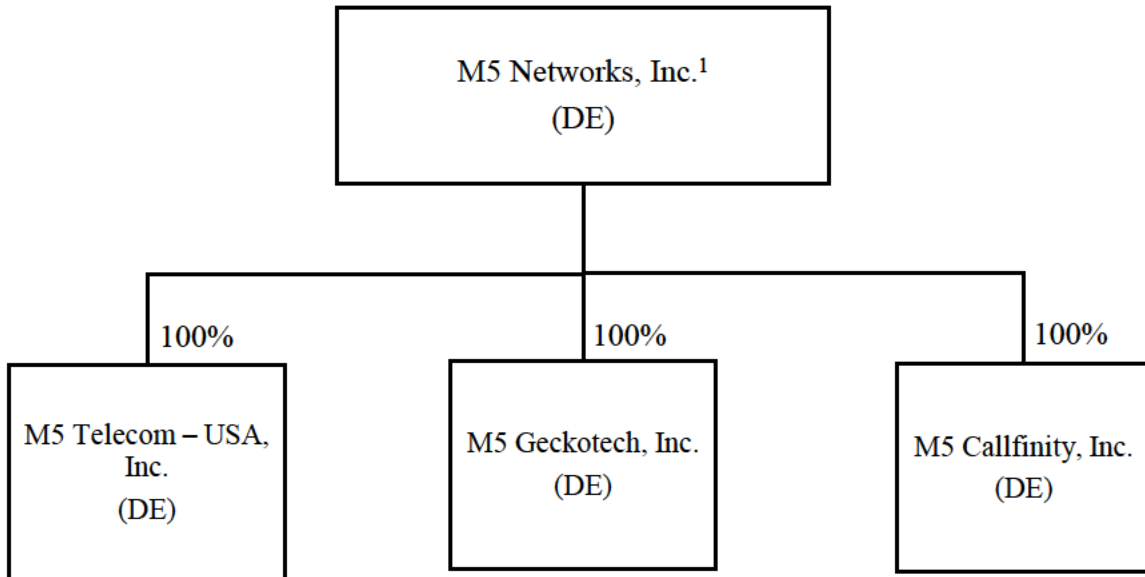 M5 Networks, Inc.¹
(DE)
100%
100%
100%
M5 Telecom – USA,
Inc.
(DE)
M5 Geckotech, Inc.
(DE)
M5 Callfinity, Inc.
(DE)